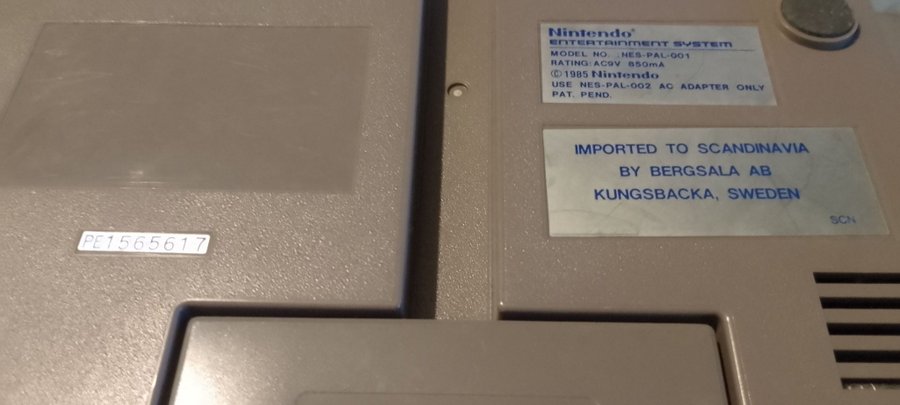 Nintendo®
ENTERTAINMENT SYSTEM
MODEL NO. . NES-PAL-001
RATING: AC9V 850mA
©1985 Nintendo
USE NES-PAL-002 AC ADAPTER ONLY
PAT. PEND.
IMPORTED TO SCANDINAVIA
BY BERGSALA AB
KUNGSBACKA, SWEDEN
SCN
PE1565617